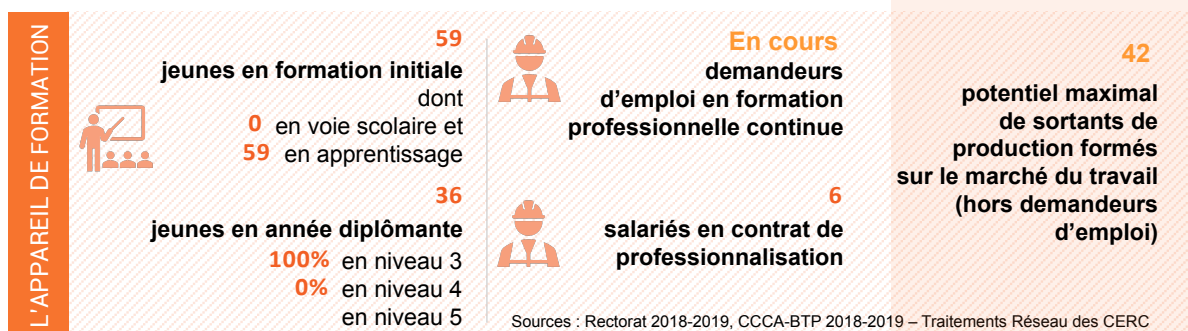 L'APPAREIL DE FORMATION
59
jeunes en formation initiale
dont
0 en voie scolaire et
59 en apprentissage
36
jeunes en année diplômante
100% en niveau 3
0% en niveau 4
en niveau 5
En cours
demandeurs
d'emploi en formation
professionnelle continue
6
salariés en contrat de
professionnalisation
42
potentiel maximal
de sortants de
production formés
sur le marché du travail
(hors demandeurs
d'emploi)
Sources : Rectorat 2018-2019, CCCA-BTP 2018-2019 – Traitements Réseau des CERC